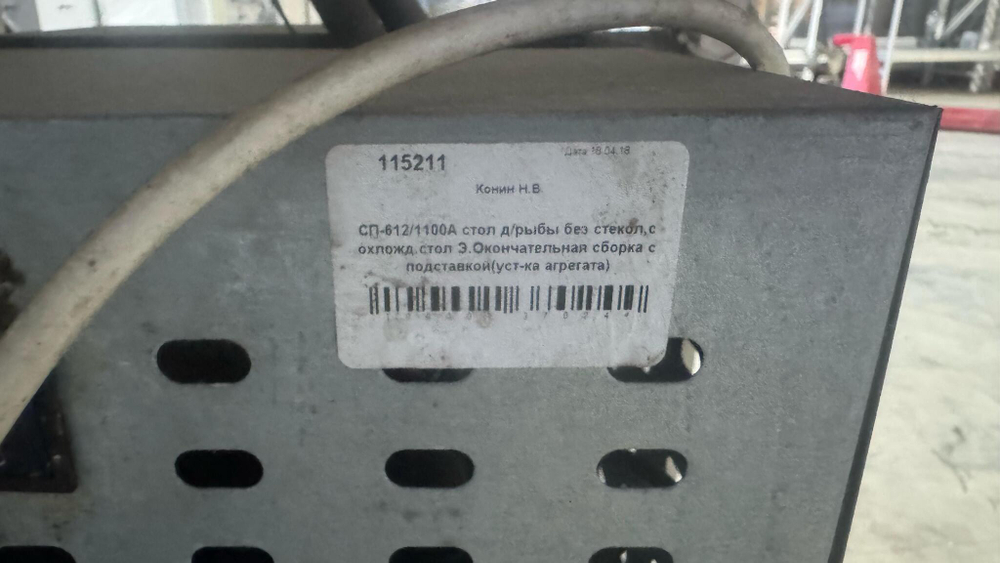 115211
Дата 18.04.18
Конин Н.В
СП-612/1100А стол д/рыбы без стекол,с
охложд.стол Э.Окончательная сборка с
подставкой(уст-ка агрегата)